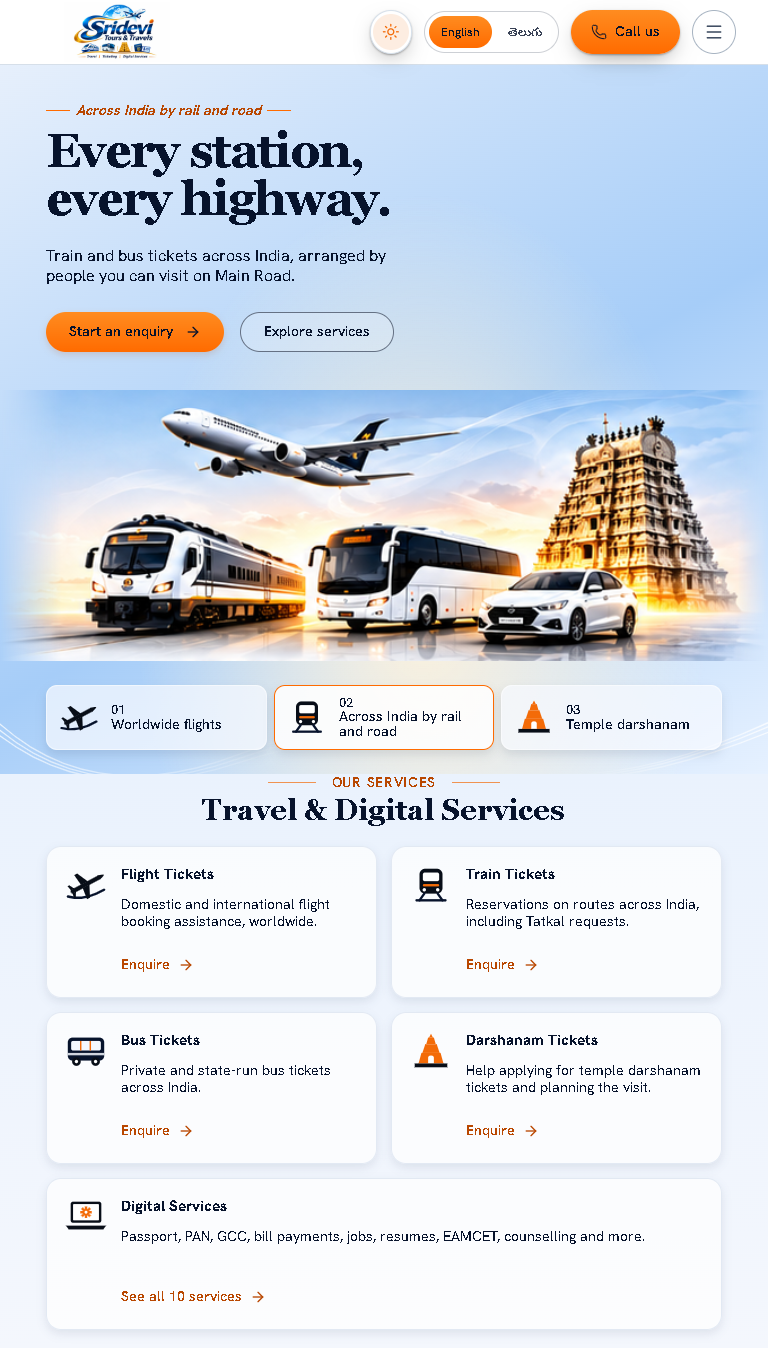 Sridevi
Tours & Travels
English
తెలుగు
Call us
Across India by rail and road
Every station,
every highway.
Train and bus tickets across India, arranged by
people you can visit on Main Road.
Start an enquiry
Explore services
01
Worldwide flights
02
Across India by rail
and road
03
Temple darshanam
OUR SERVICES
Travel & Digital Services
Flight Tickets
Domestic and international flight
booking assistance, worldwide.
Enquire
Train Tickets
Reservations on routes across India,
including Tatkal requests.
Enquire
Bus Tickets
Private and state-run bus tickets
across India.
Enquire
Darshanam Tickets
Help applying for temple darshanam
tickets and planning the visit.
Enquire
Digital Services
Passport, PAN, GCC, bill payments, jobs, resumes, EAMCET, counselling and more.
See all 10 services